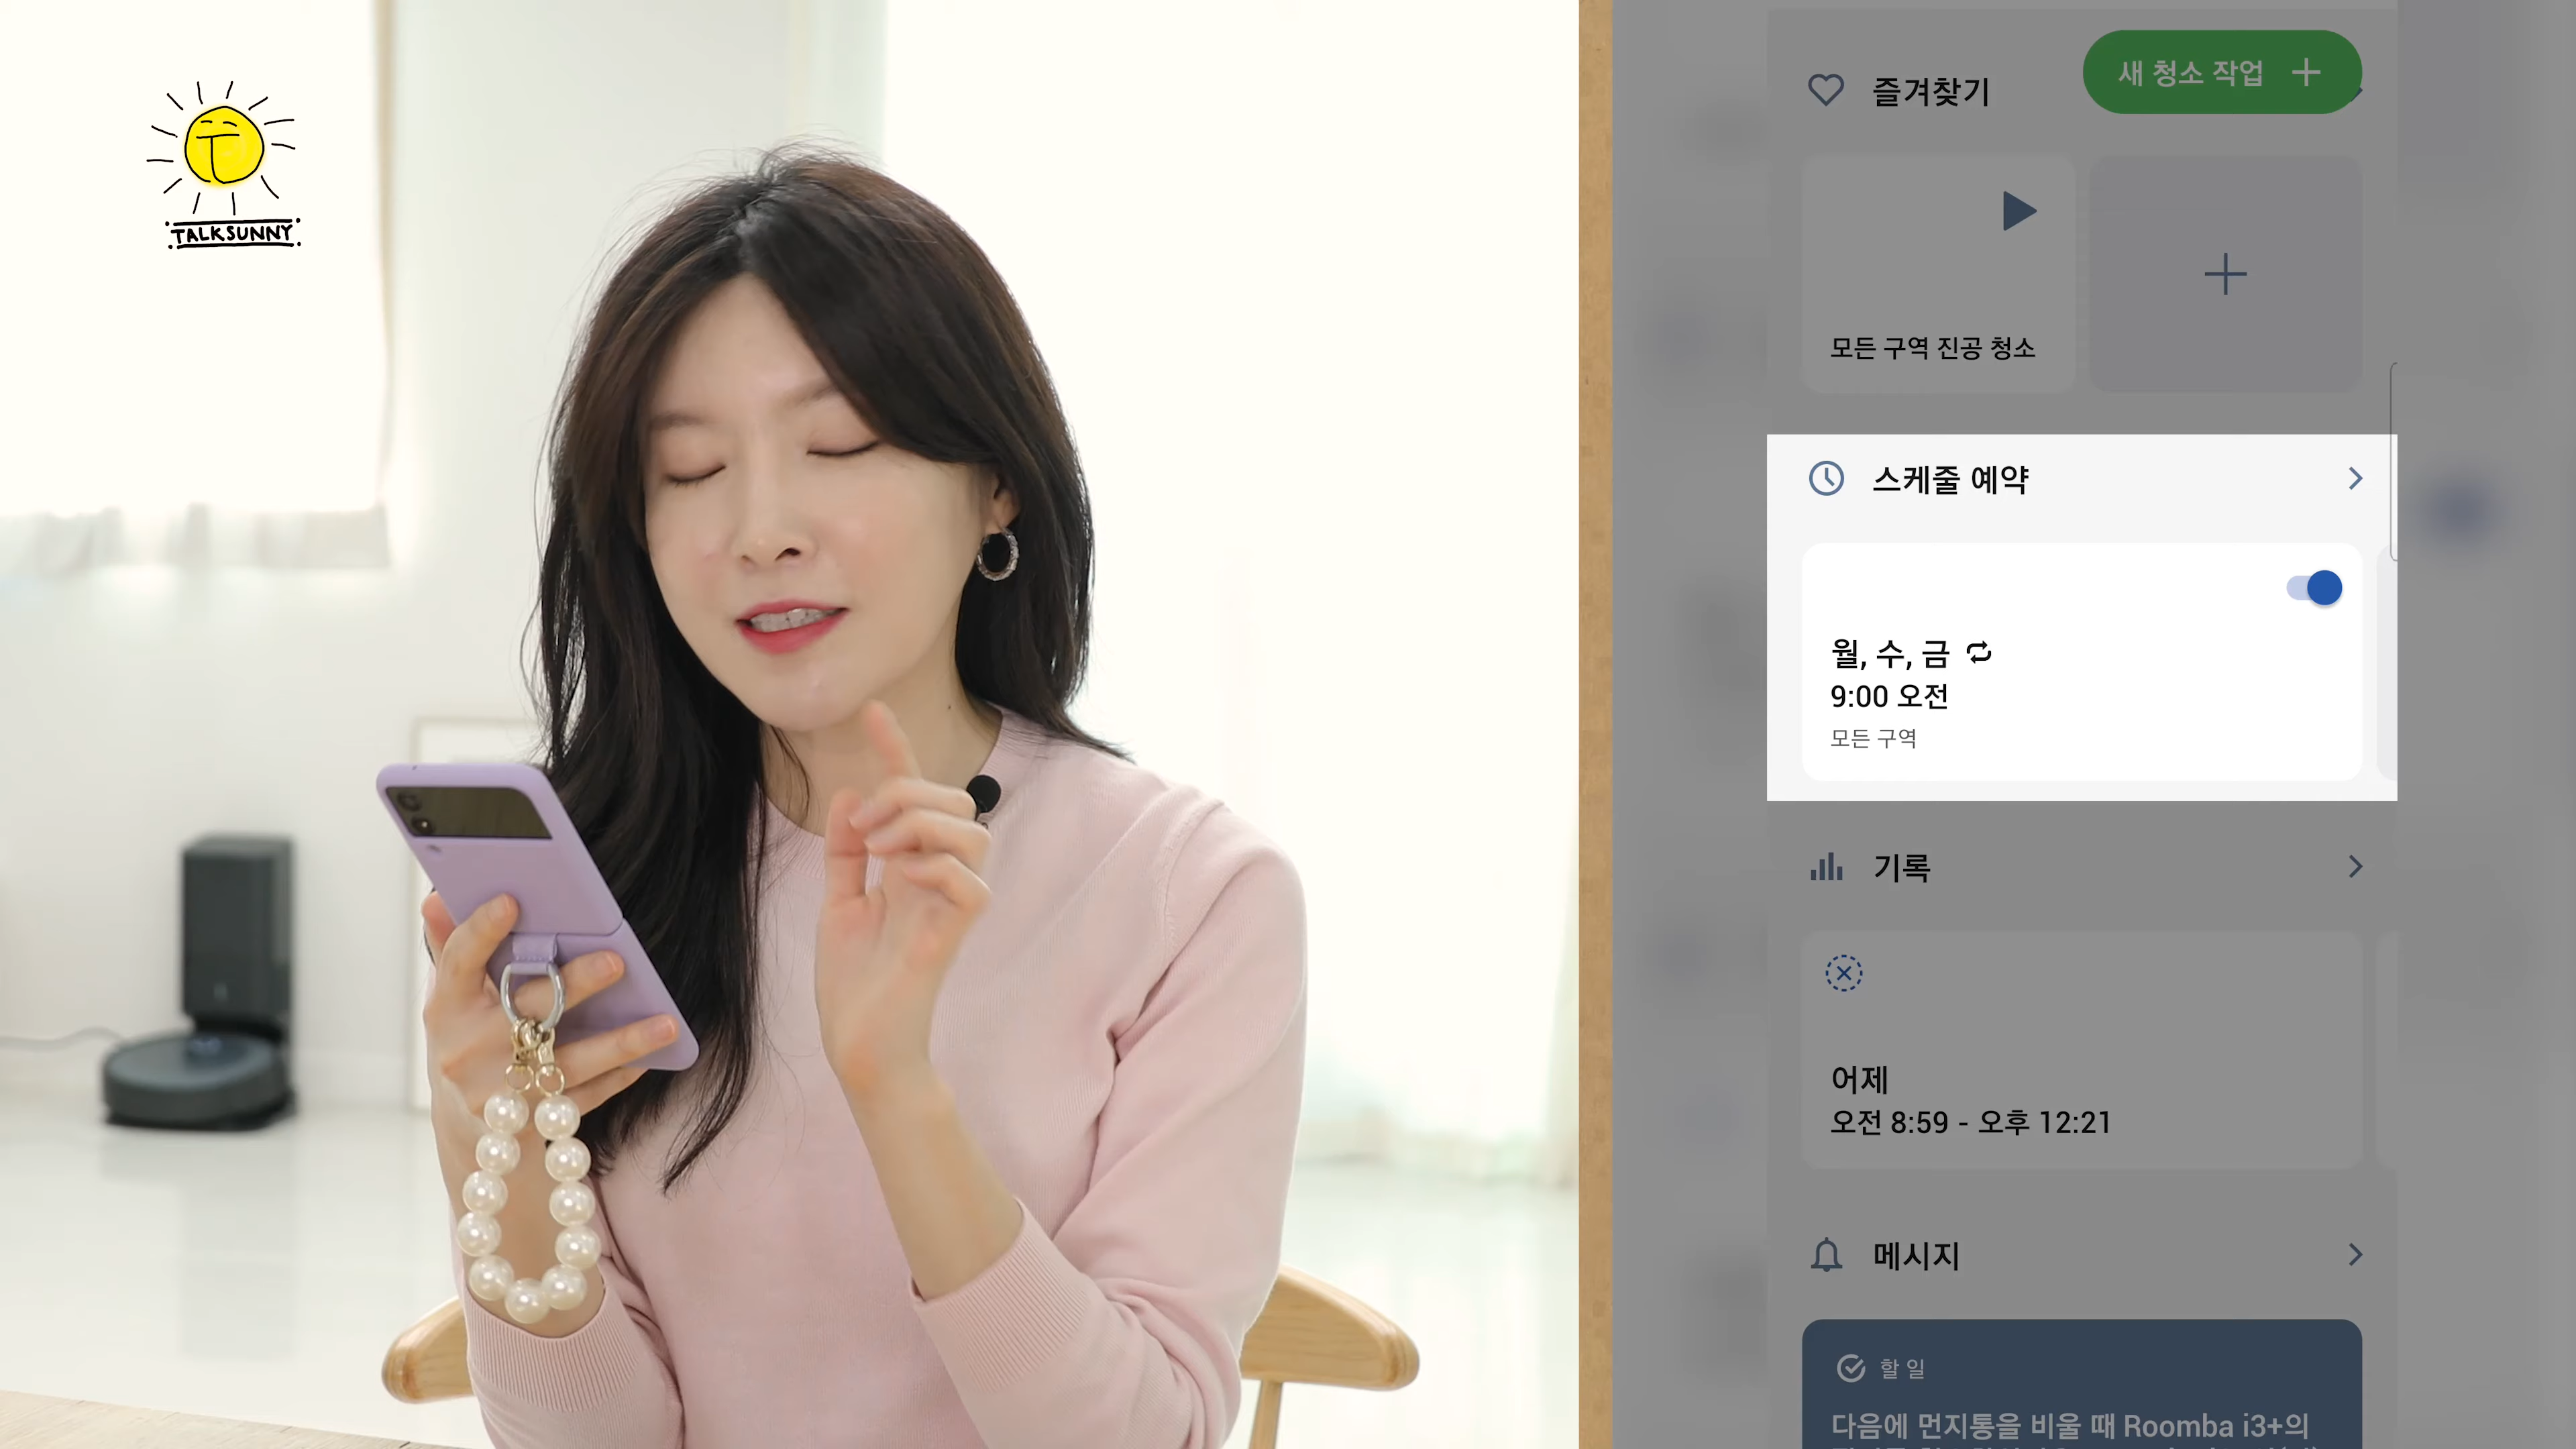 T
TALKSUNNY
즐겨찾기
새 청소 작업
모든 구역 진공 청소
스케줄 예약
월, 수, 금
9:00 오전
모든 구역
기록
어제
오전 8:59 - 오후 12:21
메시지
할 일
다음에 먼지통을 비울 때 Roomba i3+의